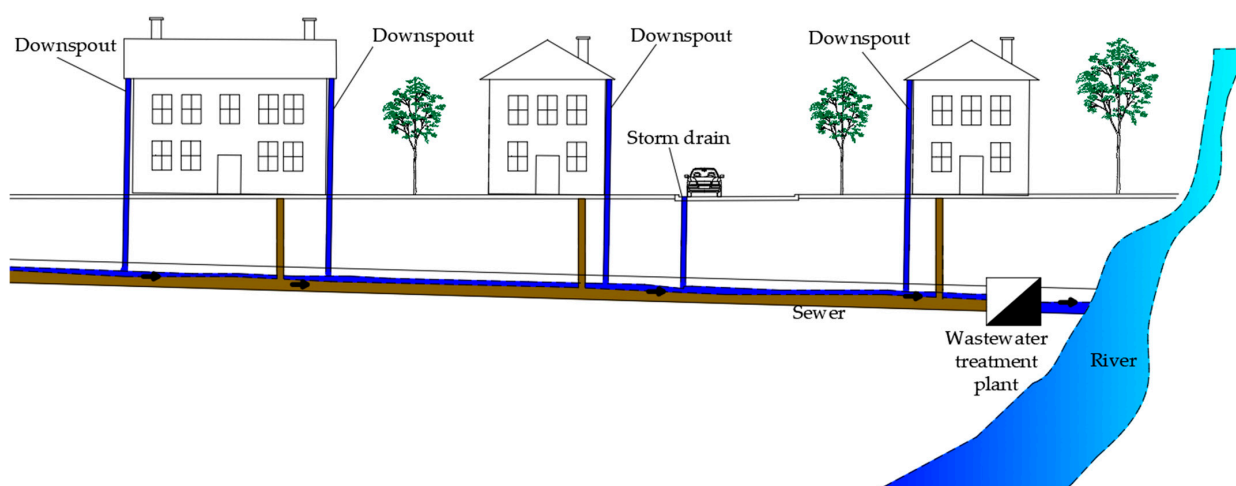 Downspout
Downspout
Downspout
Downspout
Storm drain
Sewer
Wastewater
treatment
plant
River